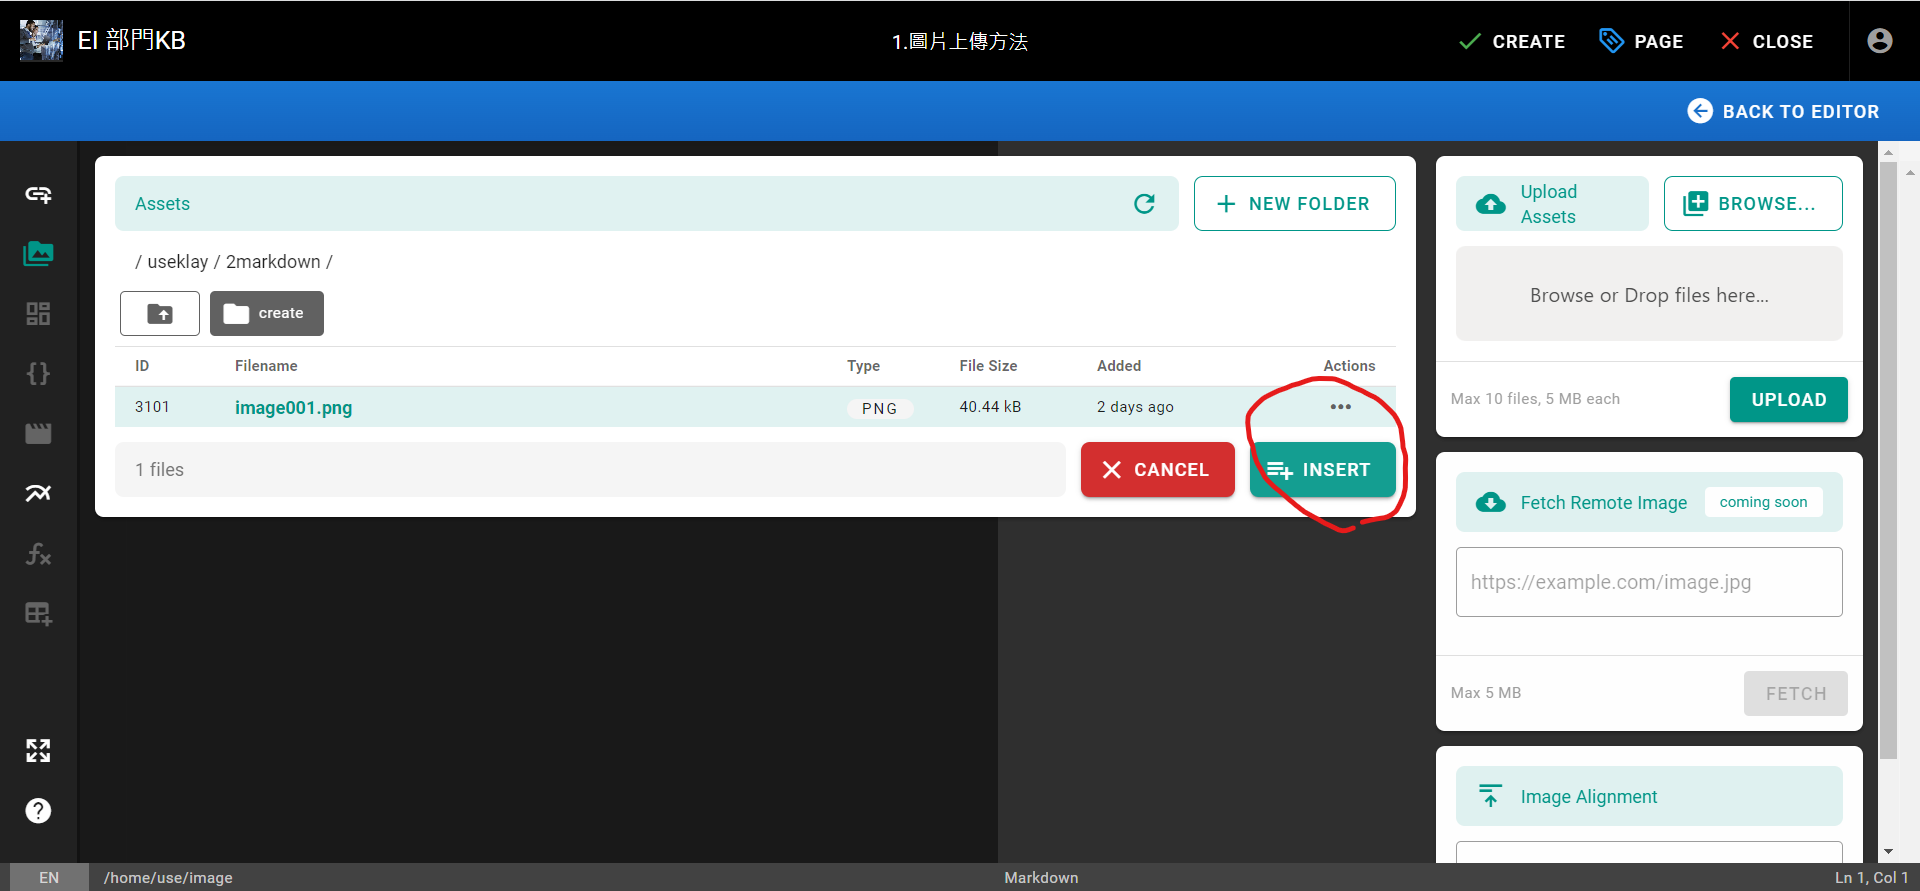 EI 部門KB
1.圖片上傳方法
CREATE
PAGE
CLOSE
BACK TO EDITOR
Assets
NEW FOLDER
/ useklay / 2markdown /
create
ID Filename Type File Size Added Actions
3101 image001.png PNG 40.44 kB 2 days ago
1 files
CANCEL
INSERT
Upload
Assets
BROWSE...
Browse or Drop files here...
Max 10 files, 5 MB each
UPLOAD
Fetch Remote Image
coming soon
https://example.com/image.jpg
Max 5 MB
FETCH
Image Alignment
EN
/home/use/image
Markdown
Ln 1, Col 1